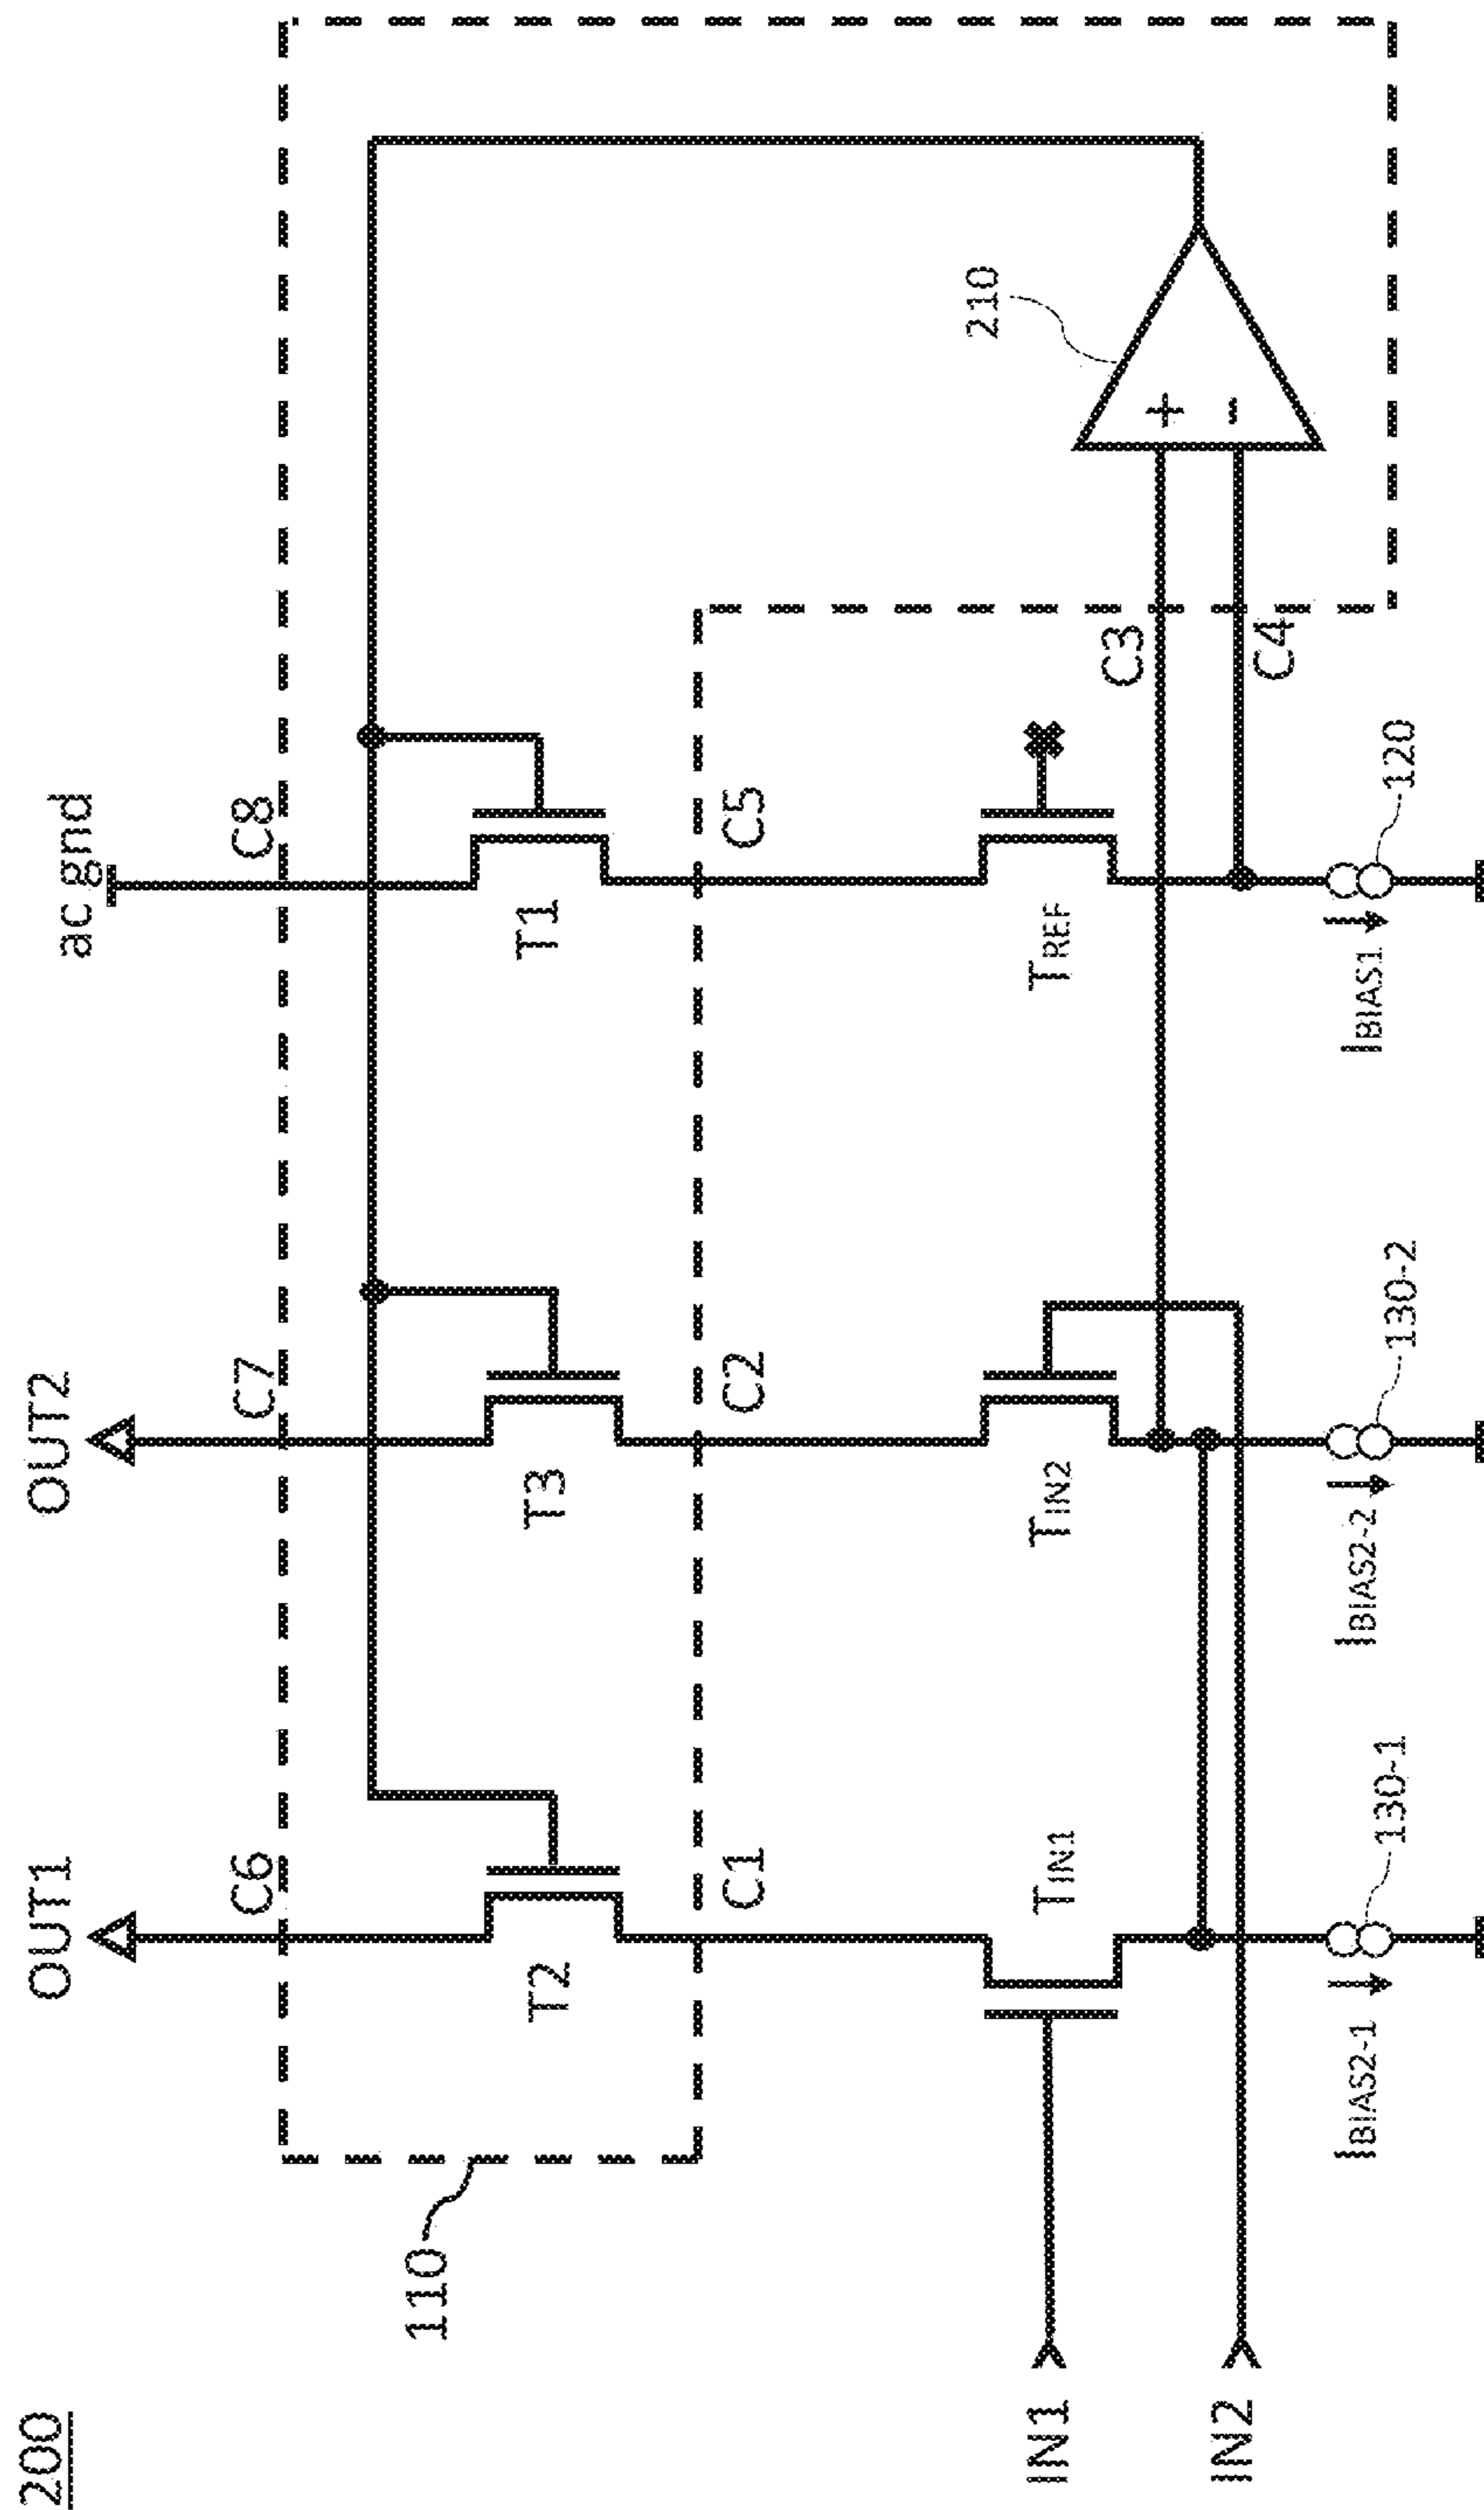 200
OUT1
OUT2
ac gnd
C6
C7
C8
110
T2
T3
T1
C1
C2
C5
210
+
-
IN1
TIN1
TIN2
TREF
C3
IN2
C4
IBIAS2-1
130-1
IBIAS2-2
130-2
IBIAS1
120